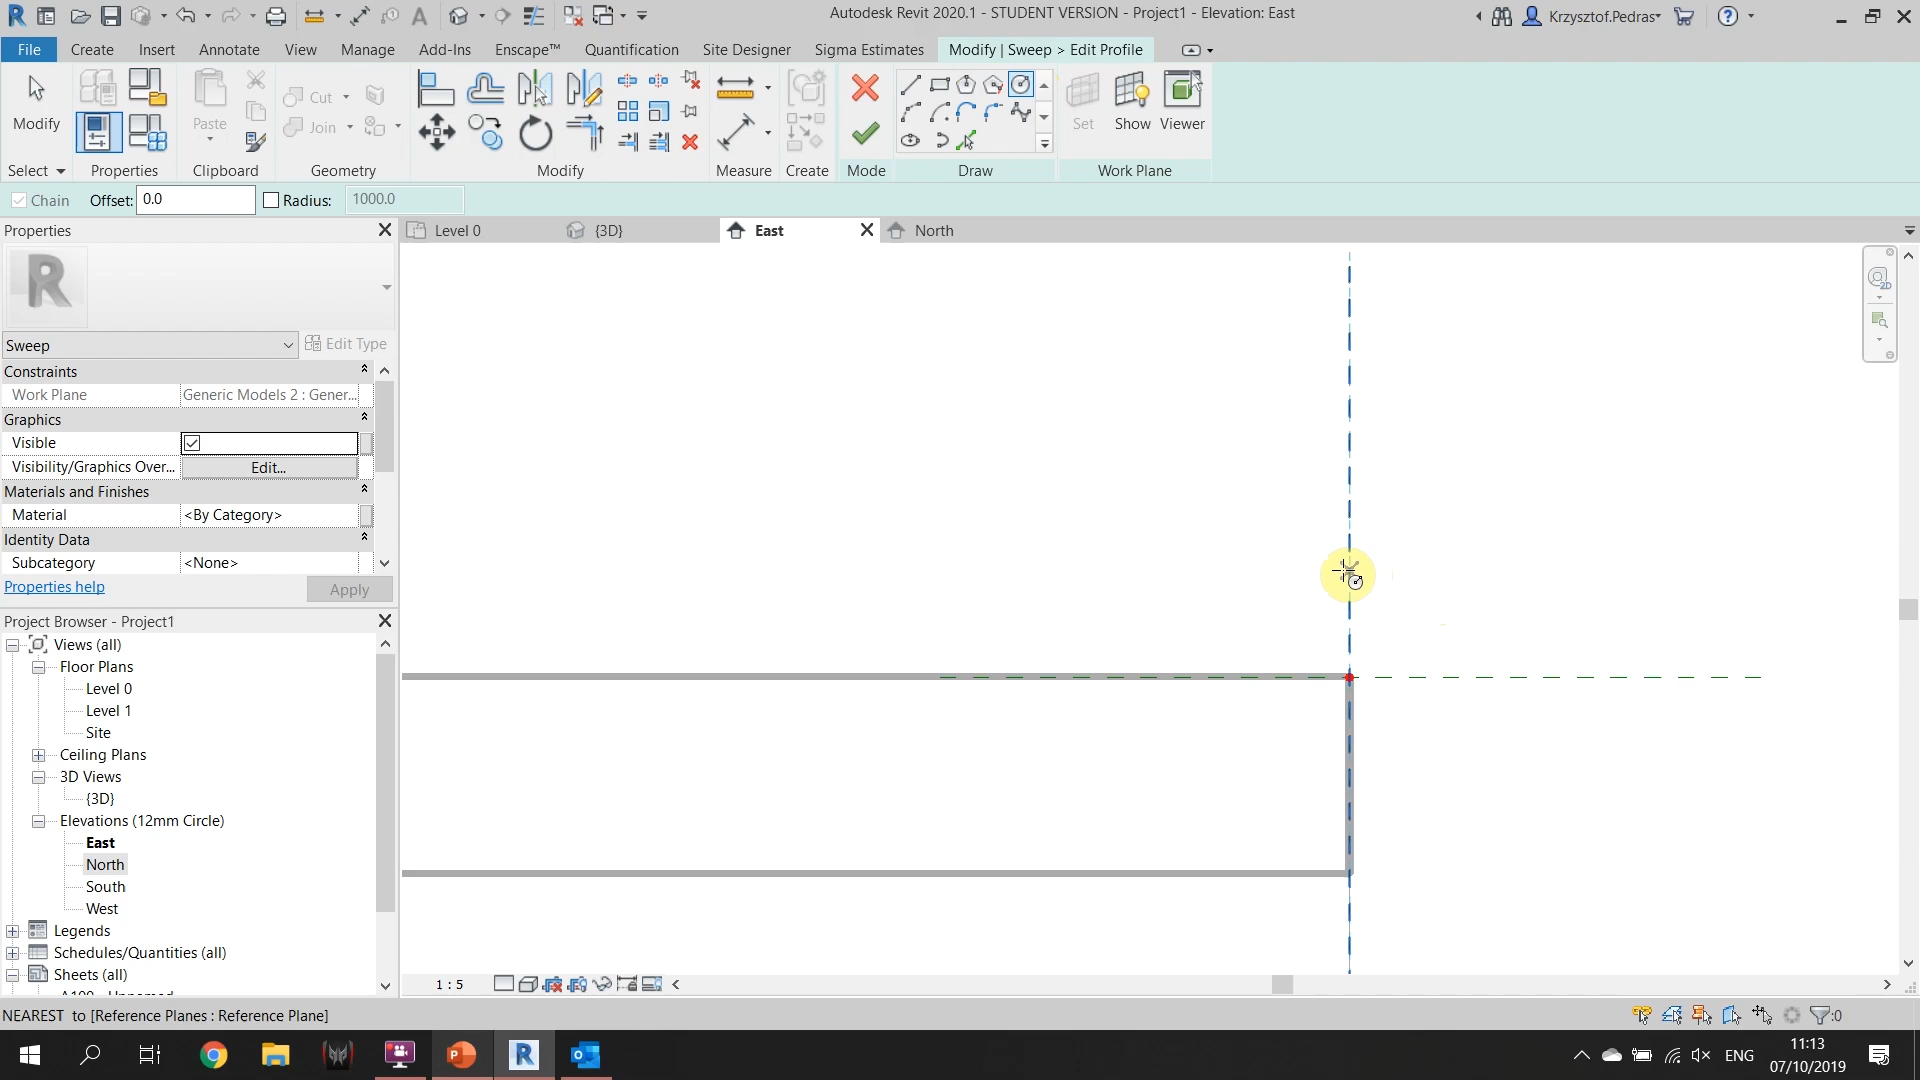 Autodesk Revit 2020.1 - STUDENT VERSION - Project1 - Elevation: East
Krzysztof.Pedras
File Create Insert Annotate View Manage Add-Ins Enscape™ Quantification Site Designer Sigma Estimates Modify | Sweep > Edit Profile
Modify Paste Cut Join Set Show Viewer
Select Properties Clipboard Geometry Modify Measure Create Mode Draw Work Plane
Chain Offset: 0.0 Radius: 1000.0
Properties
Level 0 {3D} East North
Sweep Edit Type
Constraints
Work Plane Generic Models 2 : Gener...
Graphics
Visible
Visibility/Graphics Over... Edit...
Materials and Finishes
Material <By Category>
Identity Data
Subcategory <None>
Properties help Apply
Project Browser - Project1
Views (all)
Floor Plans
Level 0
Level 1
Site
Ceiling Plans
3D Views
{3D}
Elevations (12mm Circle)
East
North
South
West
Legends
Schedules/Quantities (all)
Sheets (all)
1 : 5
NEAREST to [Reference Planes : Reference Plane]
:0
ENG
11:13
07/10/2019